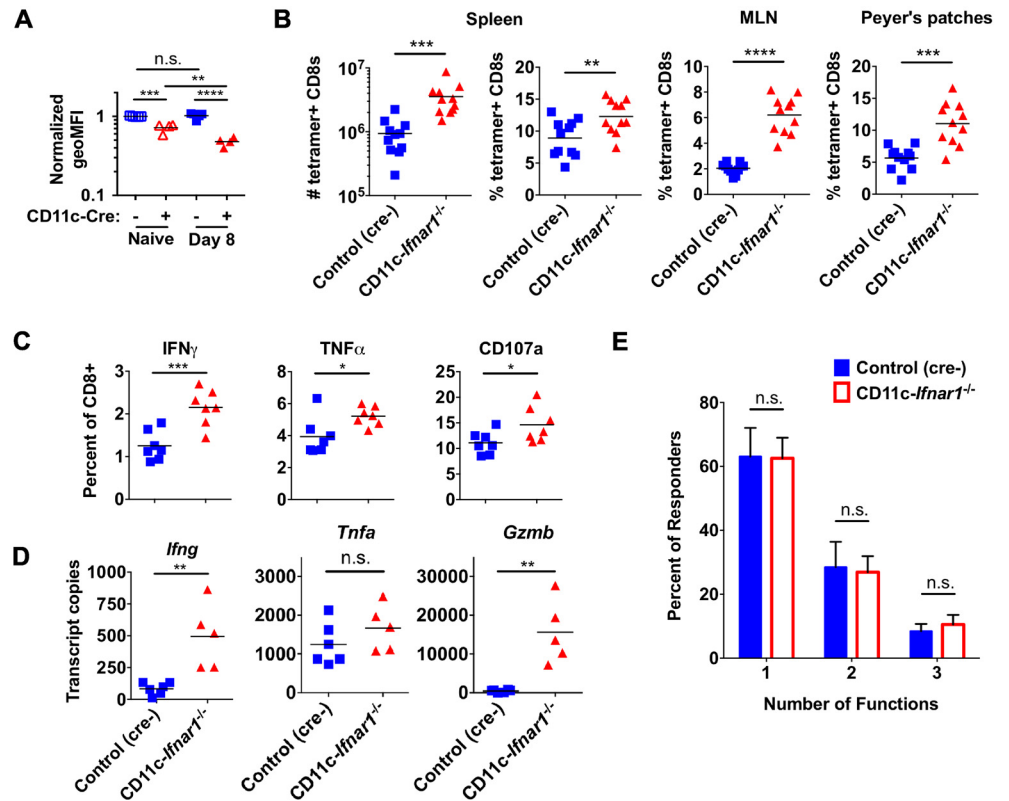 A
n.s.
**
*** ****
Normalized
geoMFI
1
0.1
CD11c-Cre: - + - +
Naive Day 8
B
Spleen MLN Peyer's patches
# tetramer+ CD8s
10⁷
10⁶
10⁵
***
% tetramer+ CD8s
20
15
10
5
0
**
% tetramer+ CD8s
10
8
6
4
2
0
****
% tetramer+ CD8s
20
15
10
5
0
***
Control (cre-)
CD11c-Ifnar1-/-
Control (cre-)
CD11c-Ifnar1-/-
Control (cre-)
CD11c-Ifnar1-/-
Control (cre-)
CD11c-Ifnar1-/-
C
Percent of CD8+
IFNγ
***
3
2
1
0
TNFα
*
8
6
4
2
0
CD107a
*
25
20
15
10
5
0
D
Transcript copies
Ifng
**
1000
750
500
250
0
Tnfa
n.s.
3000
2000
1000
0
Gzmb
**
30000
20000
10000
0
Control (cre-)
CD11c-Ifnar1-/-
Control (cre-)
CD11c-Ifnar1-/-
Control (cre-)
CD11c-Ifnar1-/-
E
Control (cre-)
CD11c-Ifnar1-/-
Percent of Responders
80
60
40
20
0
n.s.
n.s.
n.s.
1 2 3
Number of Functions